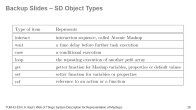 Backup Slides – SD Object Types
Type of item Represents
interact interaction sequence, called Atomic Mashup
wait a time delay before further task execution
case a conditional execution
loop the repeating execution of another path array
get getter function for Mashup variables, properties or default values
set setter function for variables or properties
ref reference to an action or a function